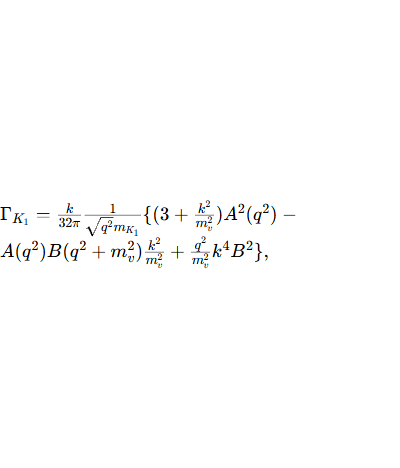 Γ_{K_1} = \frac{k}{32π} \frac{1}{\sqrt{q^2} m_{K_1}} {(3 + \frac{k^2}{m_v^2})A^2(q^2) −
A(q^2)B(q^2 + m_v^2)\frac{k^2}{m_v^2} + \frac{q^2}{m_v^2}k^4B^2},